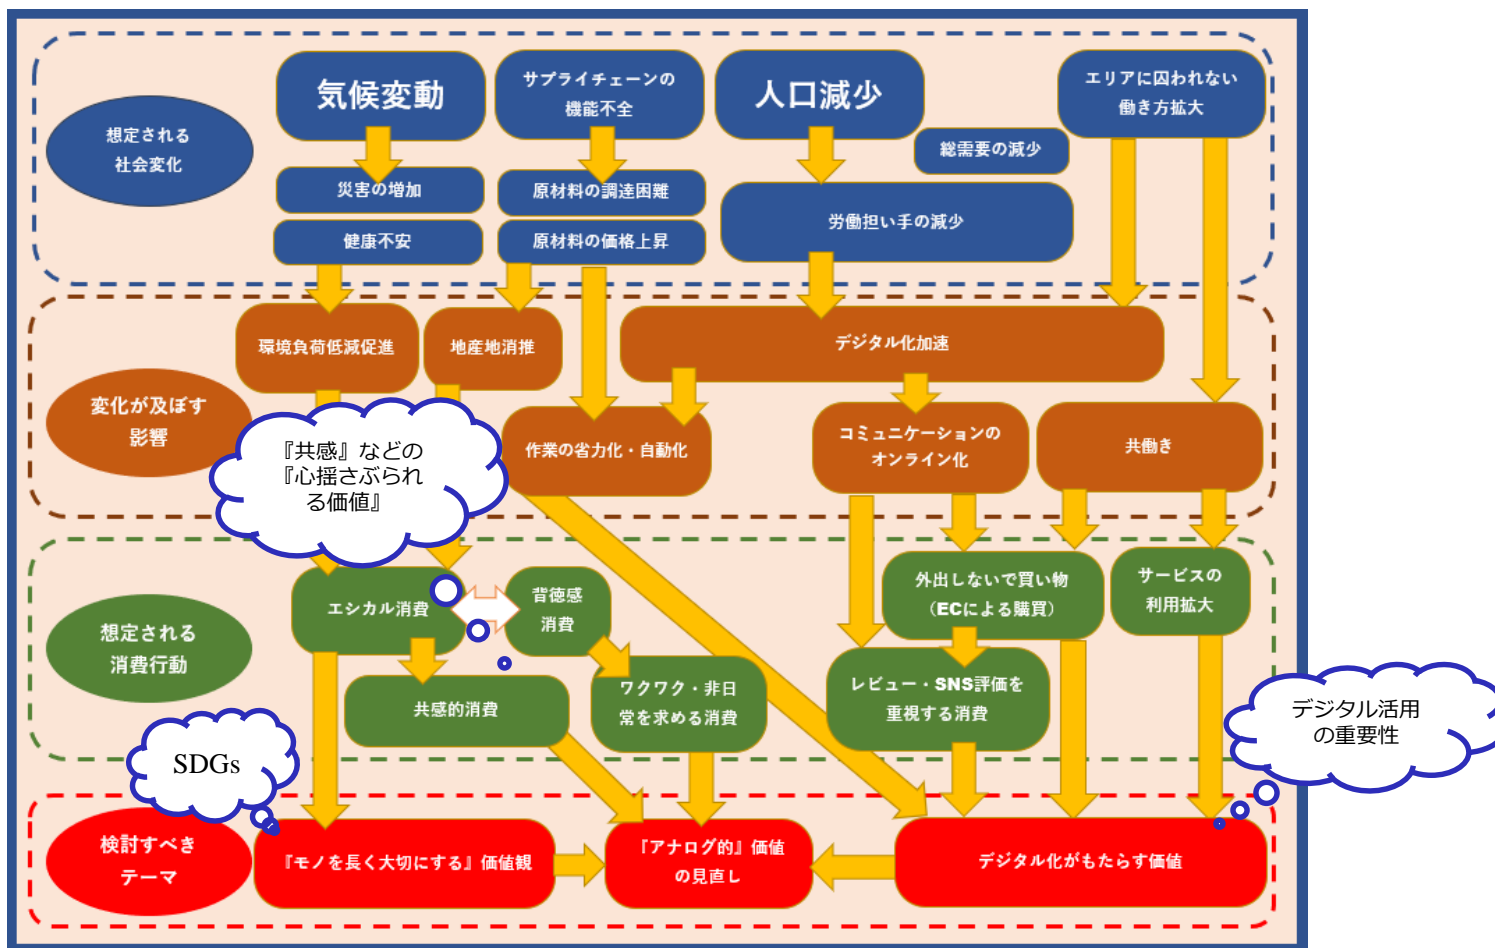 想定される
社会変化
気候変動
サプライチェーンの
機能不全
人口減少
エリアに囚われない
働き方拡大
総需要の減少
災害の増加
原材料の調達困難
労働担い手の減少
健康不安
原材料の価格上昇
変化が及ぼす
影響
環境負荷低減促進
地産地消推
デジタル化加速
『共感』などの
『心揺さぶられ
る価値』
作業の省力化・自動化
コミュニケーションの
オンライン化
共働き
想定される
消費行動
エシカル消費
背徳感
消費
外出しないで買い物
（ECによる購買）
サービスの
利用拡大
共感的消費
ワクワク・非日
常を求める消費
レビュー・SNS評価を
重視する消費
デジタル活用
の重要性
SDGs
検討すべき
テーマ
『モノを長く大切にする』価値観
『アナログ的』価値
の見直し
デジタル化がもたらす価値